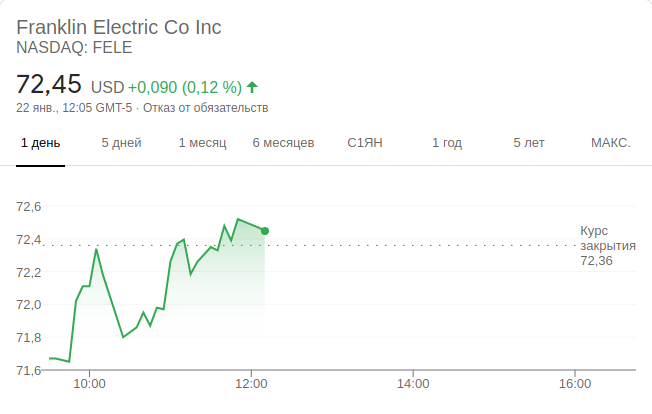 Franklin Electric Co Inc
NASDAQ: FELE
72,45 USD +0,090 (0,12 %)
22 янв., 12:05 GMT-5 · Отказ от обязательств
1 день 5 дней 1 месяц 6 месяцев С1ЯН 1 год 5 лет МАКС.
72,6
72,4
72,2
72,0
71,8
71,6
Курс
закрытия
72,36
10:00 12:00 14:00 16:00